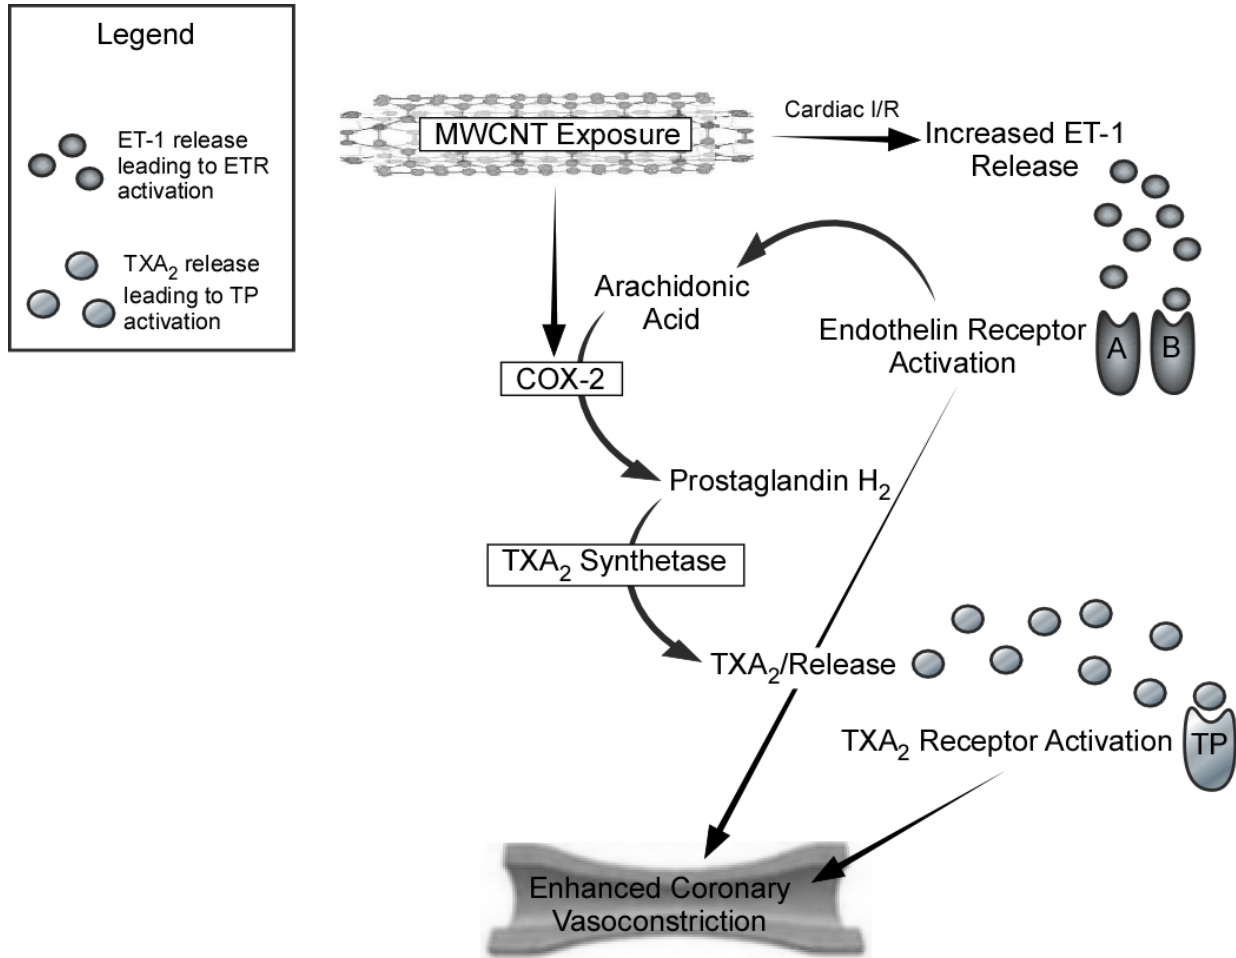 Legend
ET-1 release
leading to ETR
activation
TXA₂ release
leading to TP
activation
MWCNT Exposure
Cardiac I/R
Increased ET-1
Release
Arachidonic
Acid
Endothelin Receptor
Activation
A
B
COX-2
Prostaglandin H₂
TXA₂ Synthetase
TXA₂/Release
TXA₂ Receptor Activation
TP
Enhanced Coronary
Vasoconstriction